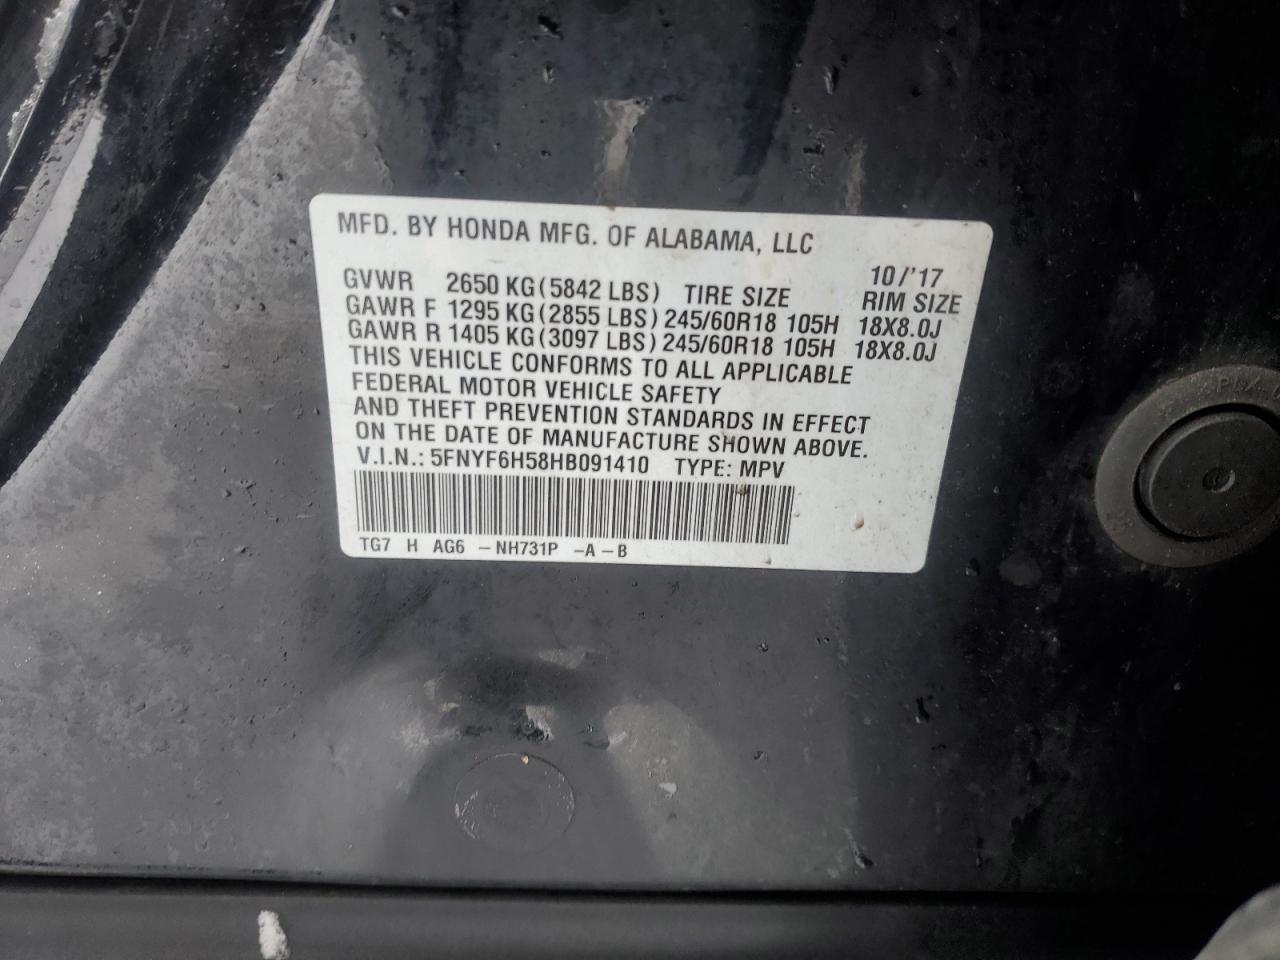 MFD. BY HONDA MFG. OF ALABAMA, LLC
10/'17
GVWR 2650 KG (5842 LBS) TIRE SIZE RIM SIZE
GAWR F 1295 KG (2855 LBS) 245/60R18 105H 18X8.0J
GAWR R 1405 KG (3097 LBS) 245/60R18 105H 18X8.0J
THIS VEHICLE CONFORMS TO ALL APPLICABLE
FEDERAL MOTOR VEHICLE SAFETY
AND THEFT PREVENTION STANDARDS IN EFFECT
ON THE DATE OF MANUFACTURE SHOWN ABOVE.
V.I.N.: 5FNYF6H58HB091410 TYPE: MPV
TG7 H AG6 -NH731P -A-B